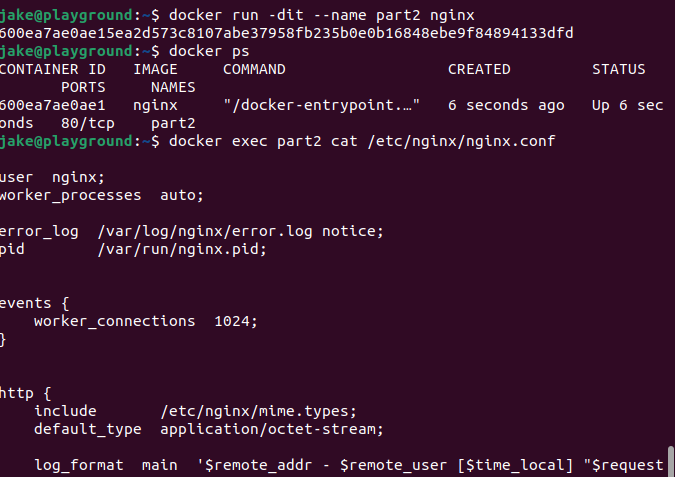 jake@playground:~$ docker run -dit --name part2 nginx
600ea7ae0ae15ea2d573c8107abe37958fb235b0e0b16848ebe9f84894133dfd
jake@playground:~$ docker ps
CONTAINER ID   IMAGE     COMMAND                  CREATED         STATUS
       PORTS     NAMES
600ea7ae0ae1   nginx     "/docker-entrypoint.…"   6 seconds ago   Up 6 sec
onds   80/tcp    part2
jake@playground:~$ docker exec part2 cat /etc/nginx/nginx.conf
user  nginx;
worker_processes  auto;
error_log  /var/log/nginx/error.log notice;
pid        /var/run/nginx.pid;
events {
    worker_connections  1024;
}
http {
    include       /etc/nginx/mime.types;
    default_type  application/octet-stream;
    log_format  main  '$remote_addr - $remote_user [$time_local] "$request